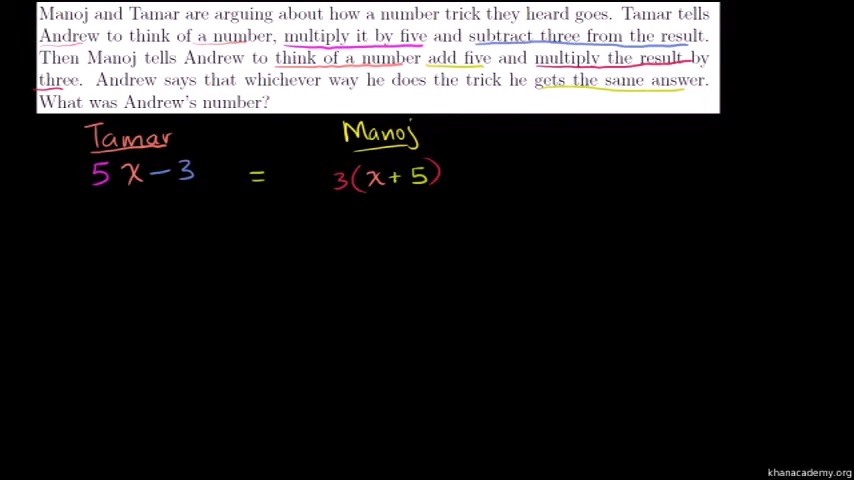 Manoj and Tamar are arguing about how a number trick they heard goes. Tamar tells
Andrew to think of a number, multiply it by five and subtract three from the result.
Then Manoj tells Andrew to think of a number add five and multiply the result by
three. Andrew says that whichever way he does the trick he gets the same answer.
What was Andrew's number?
Tamar Manoj
5x-3 = 3(x+5)
khanacademy.org